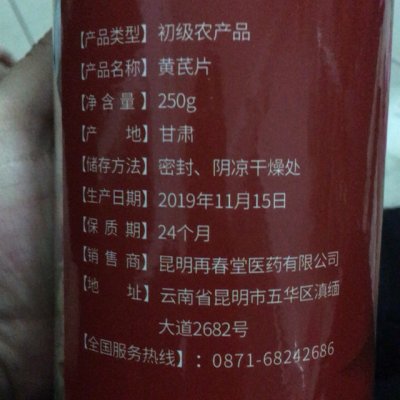 【产品类型】初级农产品
【产品名称】黄芪片
【净含量】250g
【产 地】甘肃
【储存方法】密封、阴凉干燥处
【生产日期】2019年11月15日
【保 质 期】24个月
【销 售 商】昆明再春堂医药有限公司
【地 址】云南省昆明市五华区滇缅
大道2682号
【全国服务热线】：0871-68242686